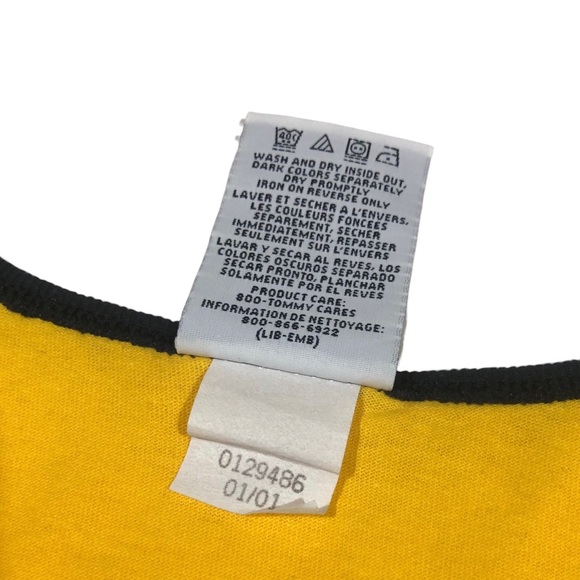 40C
WASH AND DRY INSIDE OUT,
DARK COLORS SEPARATELY
DRY PROMPTLY
IRON ON REVERSE ONLY
LAVER ET SECHER A L'ENVERS,
LES COULEURS FONCEES
SEPAREMENT, SECHER
IMMEDIATEMENT, REPASSER
SEULEMENT SUR L'ENVERS
LAVAR Y SECAR AL REVES, LOS
COLORES OSCUROS SEPARADO
SECAR PRONTO, PLANCHAR
SOLAMENTE POR EL REVES
PRODUCT CARE:
800-TOMMY CARES
INFORMATION DE NETTOYAGE:
800-866-6922
(LIB-EMB)
0129486
01/01